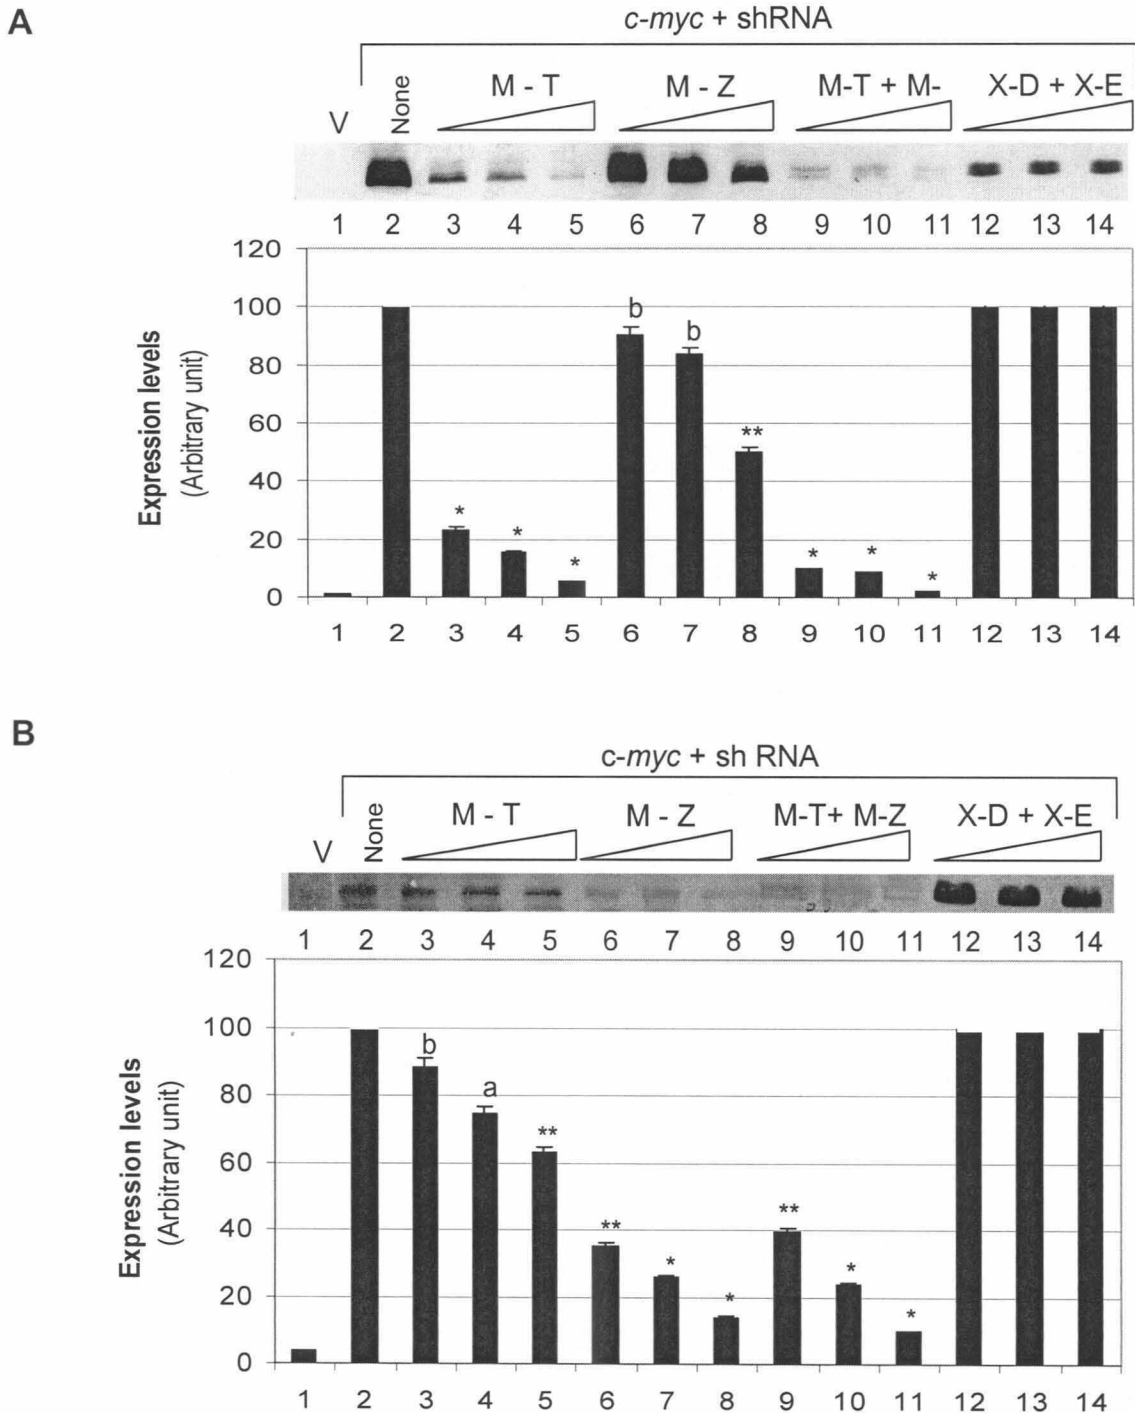 A
c-myc + shRNA
V None M - T M - Z M-T + M- X-D + X-E
1 2 3 4 5 6 7 8 9 10 11 12 13 14
Expression levels
(Arbitrary unit)
120
100
80
60
40
20
0
* * * b b ** * * *
1 2 3 4 5 6 7 8 9 10 11 12 13 14
B
c-myc + sh RNA
V None M - T M - Z M-T+ M-Z X-D + X-E
1 2 3 4 5 6 7 8 9 10 11 12 13 14
Expression levels
(Arbitrary unit)
120
100
80
60
40
20
0
b a ** ** * * ** * *
1 2 3 4 5 6 7 8 9 10 11 12 13 14